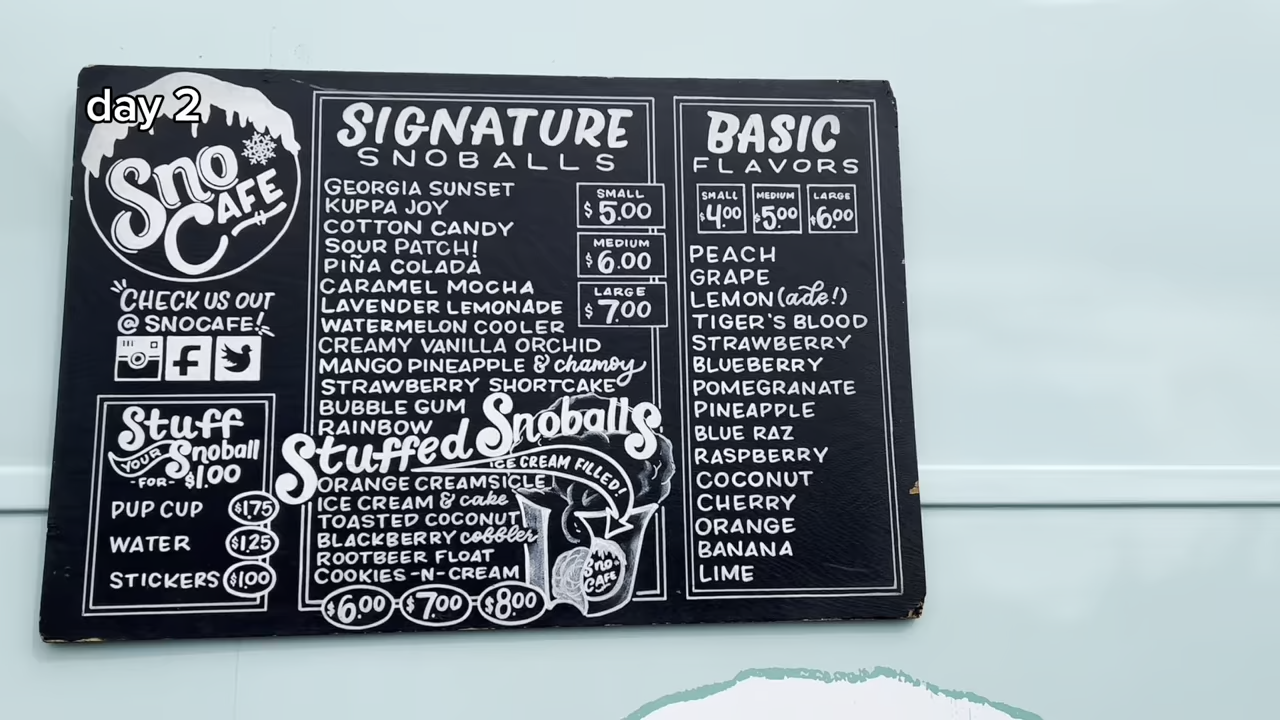 day 2
Sno
CAFE
CHECK US OUT
@ SNOCAFE!
Stuff
YOUR Snoball
-FOR- $1.00
PUP CUP $1.75
WATER $1.25
STICKERS $1.00
SIGNATURE
SNOBALLS
GEORGIA SUNSET
KUPPA JOY
COTTON CANDY
SOUR PATCH!
PIÑA COLADA
CARAMEL MOCHA
LAVENDER LEMONADE
WATERMELON COOLER
CREAMY VANILLA ORCHID
MANGO PINEAPPLE & chamoy
STRAWBERRY SHORTCAKE
BUBBLE GUM
RAINBOW
SMALL
$5.00
MEDIUM
$6.00
LARGE
$7.00
Stuffed Snoballs
ICE CREAM FILLED!
ORANGE CREAMSICLE
ICE CREAM & cake
TOASTED COCONUT
BLACKBERRY cobbler
ROOTBEER FLOAT
COOKIES-N-CREAM
Sno
CAFE
$6.00 $7.00 $8.00
BASIC
FLAVORS
SMALL MEDIUM LARGE
$4.00 $5.00 $6.00
PEACH
GRAPE
LEMON (ade!)
TIGER'S BLOOD
STRAWBERRY
BLUEBERRY
POMEGRANATE
PINEAPPLE
BLUE RAZ
RASPBERRY
COCONUT
CHERRY
ORANGE
BANANA
LIME